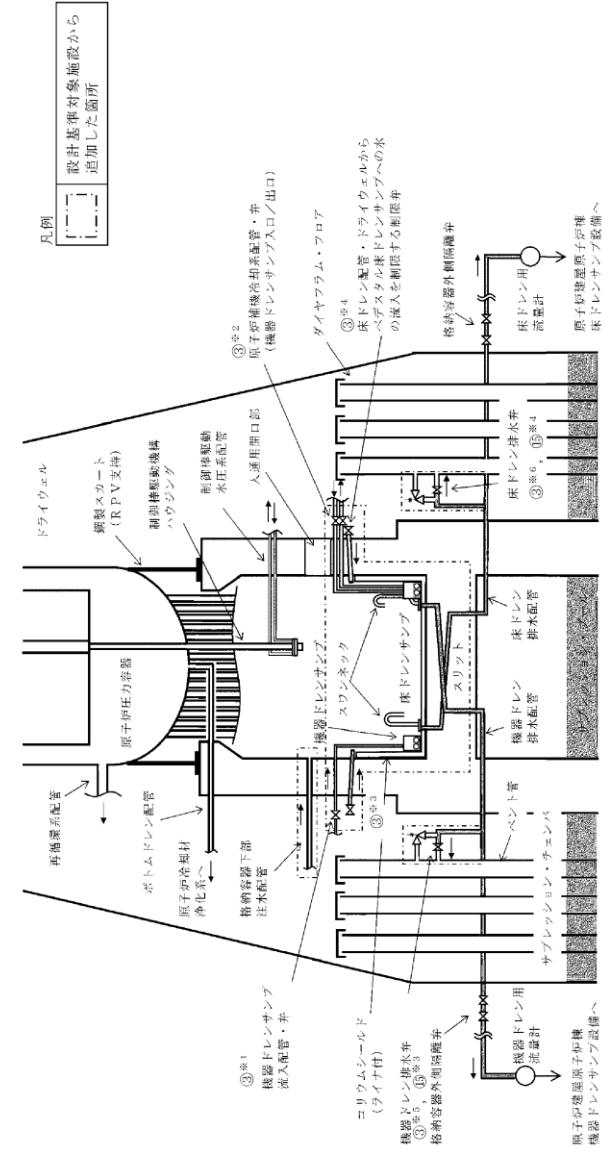 凡例
設計基準対象施設から
追加した箇所
再循環系配管
原子炉圧力容器
ドライウェル
鋼製スカート
(ＲＰＶ支持)
ボトムドレン配管
制御棒駆動機構
ハウジング
原子炉冷却材
浄化系へ
制御棒駆動
水圧系配管
格納容器下部
注水配管
人通用開口部
③※1
機器ドレンサンプ
流入配管・弁
機器ドレンサンプ
スワンネック
床ドレンサンプ
③※2
原子炉補機冷却系配管・弁
(機器ドレンサンプ入口／出口)
ダイヤフラム・フロア
③※3
コリウムシールド
(ライナ付)
③※4
床ドレン配管・ドライウェルから
ペデスタル床ドレンサンプへの水
の流入を制限する制限弁
機器ドレン排水弁
③※5，⑮※3
格納容器外側隔離弁
スリット
格納容器外側隔離弁
ベント管
機器ドレン
排水配管
床ドレン
排水配管
床ドレン排水弁
③※6，⑮※4
サプレッション・チェンバ
サプレッション・プール
機器ドレン用
流量計
床ドレン用
流量計
原子炉建屋原子炉棟
機器ドレンサンプ設備へ
原子炉建屋原子炉棟
床ドレンサンプ設備へ